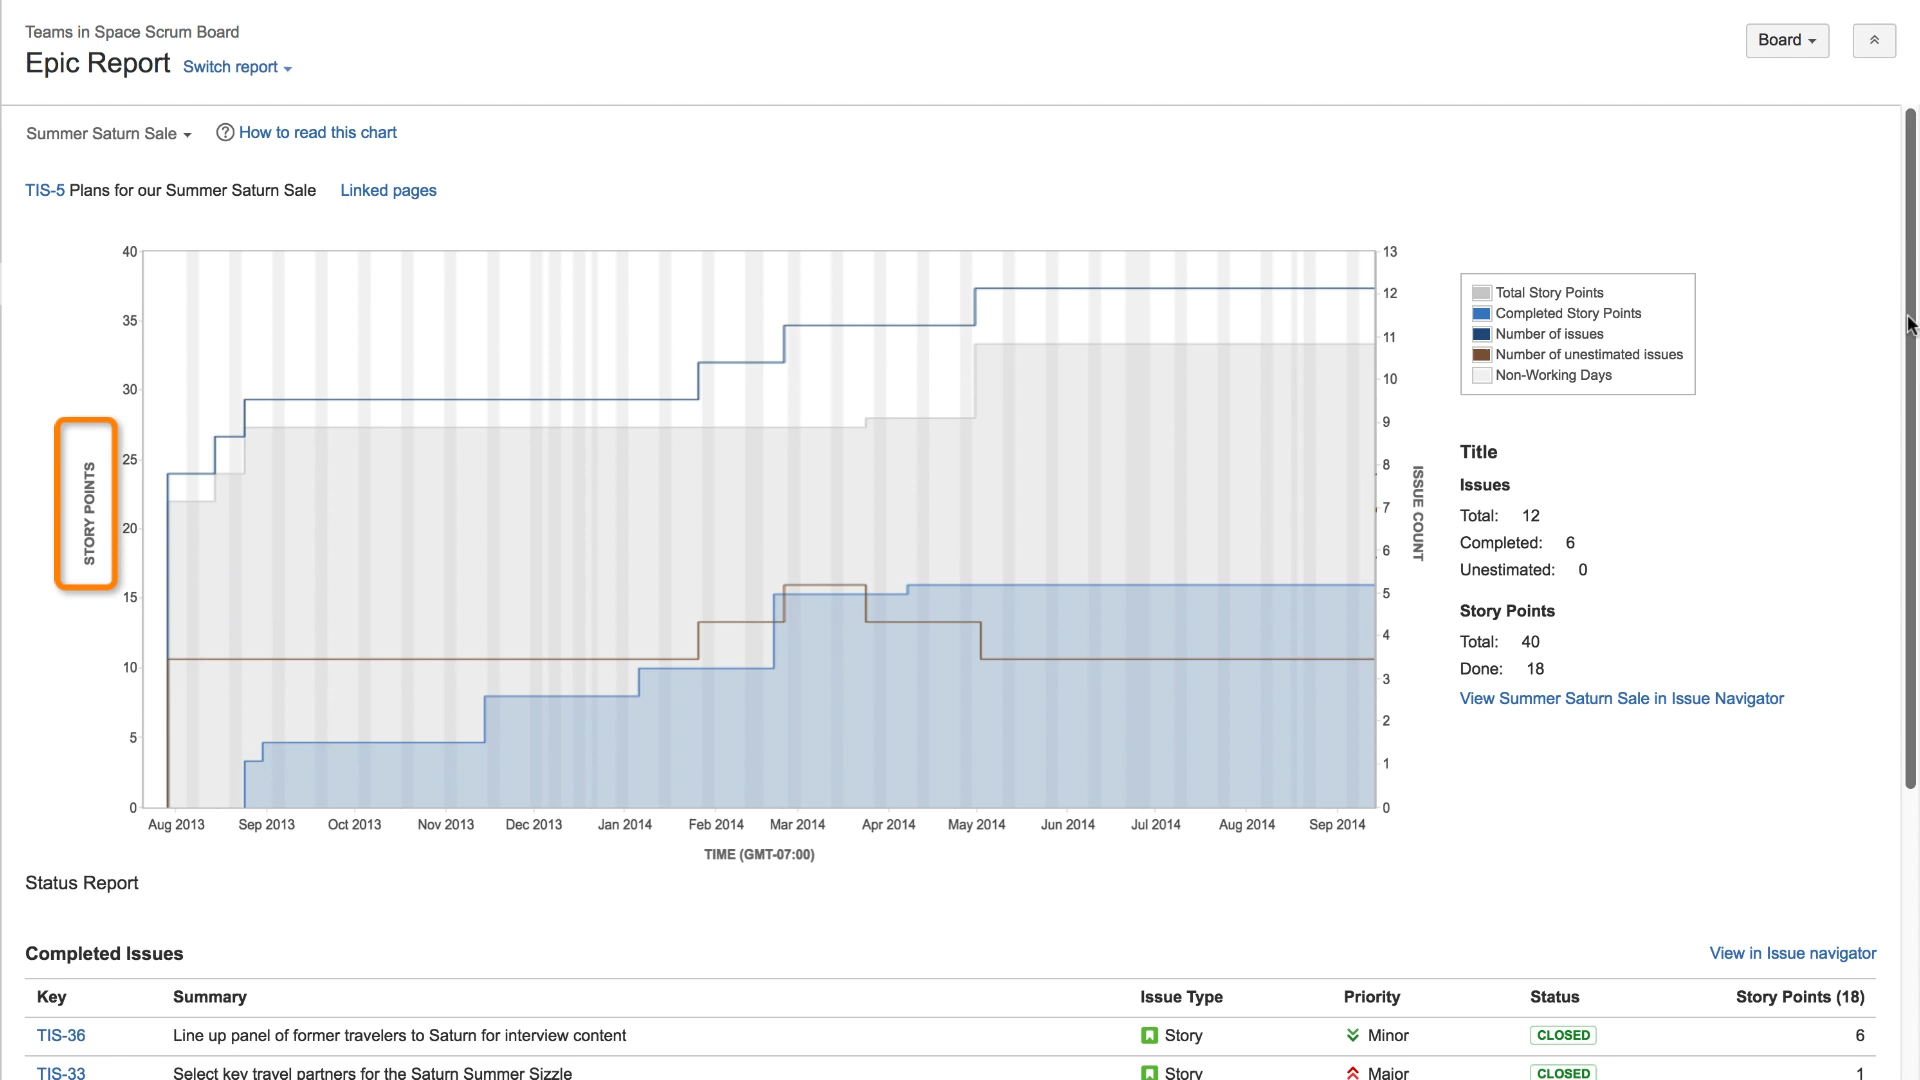 Teams in Space Scrum Board
Epic Report Switch report
Board
Summer Saturn Sale ? How to read this chart
TIS-5 Plans for our Summer Saturn Sale Linked pages
40
35
30
25
20
15
10
5
0
STORY POINTS
13
12
11
10
9
8
7
6
5
4
3
2
1
0
ISSUE COUNT
Aug 2013 Sep 2013 Oct 2013 Nov 2013 Dec 2013 Jan 2014 Feb 2014 Mar 2014 Apr 2014 May 2014 Jun 2014 Jul 2014 Aug 2014 Sep 2014
TIME (GMT-07:00)
Total Story Points
Completed Story Points
Number of issues
Number of unestimated issues
Non-Working Days
Title
Issues
Total: 12
Completed: 6
Unestimated: 0
Story Points
Total: 40
Done: 18
View Summer Saturn Sale in Issue Navigator
Status Report
Completed Issues View in Issue navigator
Key Summary Issue Type Priority Status Story Points (18)
TIS-36 Line up panel of former travelers to Saturn for interview content Story Minor CLOSED 6
TIS-33 Select key travel partners for the Saturn Summer Sizzle Story Major CLOSED 1